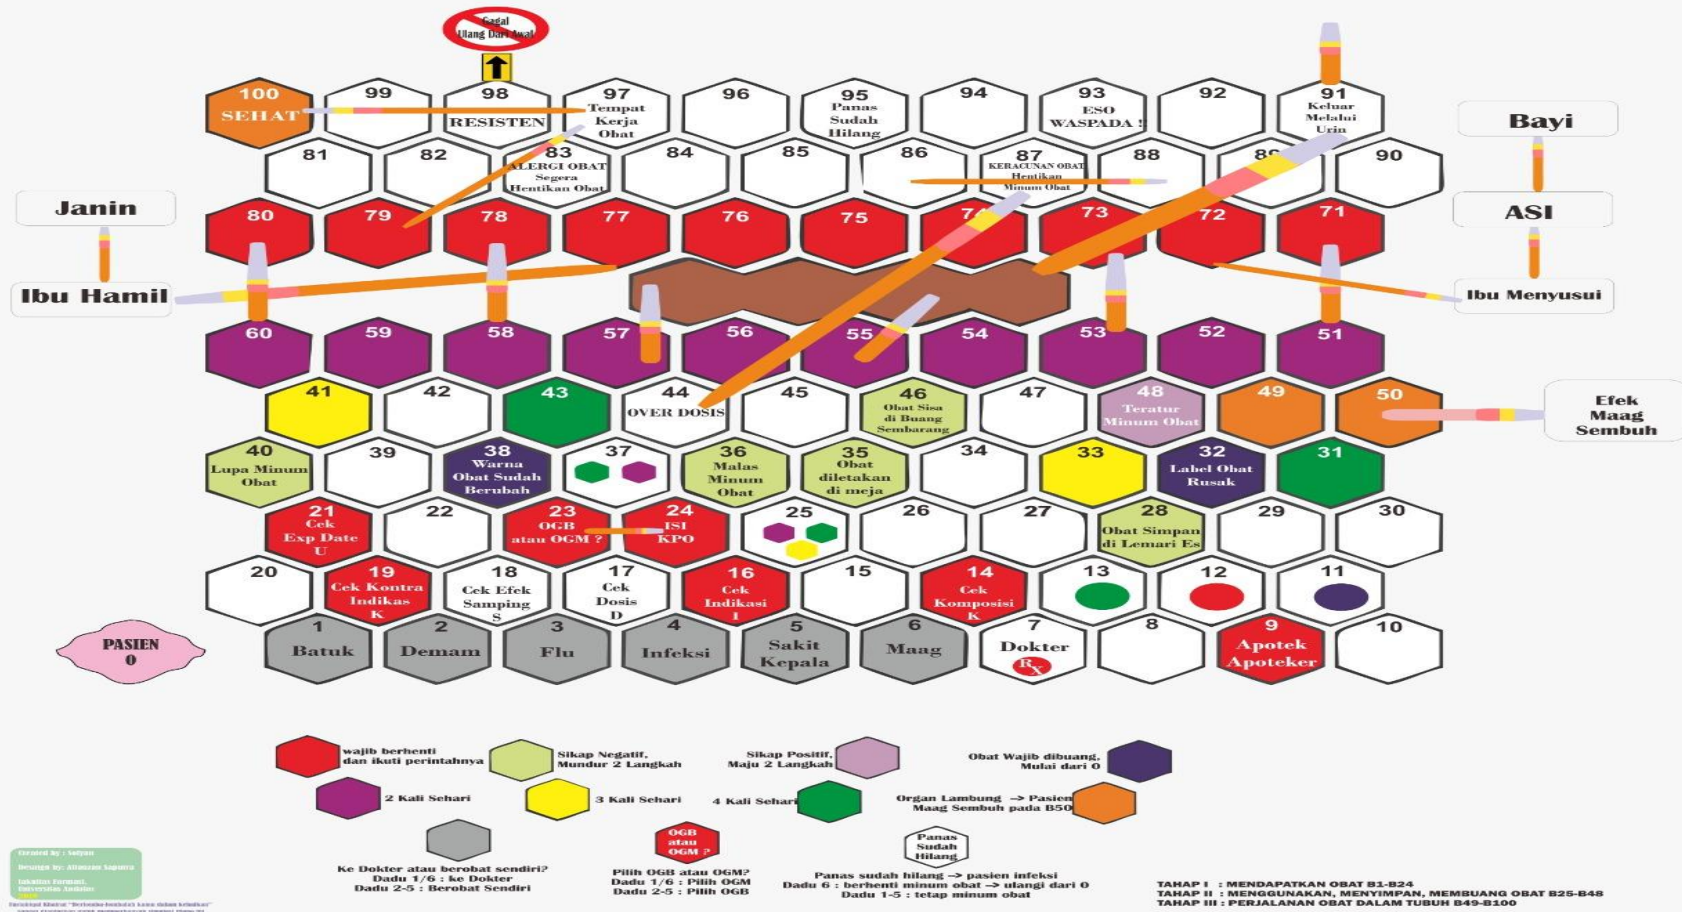 Gagal
Ulang Dari Awal
100
SEHAT
99
98
RESISTEN
97
Tempat
Kerja
Obat
96
95
Panas
Sudah
Hilang
94
93
ESO
WASPADA !!
92
91
Keluar
Melalui
Urin
81
82
83
ALERGI OBAT
Segera
Hentikan Obat
84
85
86
87
KERACUNAN OBAT
Hentikan
Minum Obat
88
89
90
Bayi
ASI
Ibu Menyusui
Janin
Ibu Hamil
80
79
78
77
76
75
74
73
72
71
60
59
58
57
56
55
54
53
52
51
41
42
43
44
OVER DOSIS
45
46
Obat Sisa
di Buang
Sembarang
47
48
Teratur
Minum Obat
49
50
Efek
Maag
Sembuh
40
Lupa Minum
Obat
39
38
Warna
Obat Sudah
Berubah
37
36
Malas
Minum
Obat
35
Obat
diletakan
di meja
34
33
32
Label Obat
Rusak
31
21
Cek
Exp Date
U
22
23
OGB
atau OGM ?
24
ISI
KPO
25
26
27
28
Obat Simpan
di Lemari Es
29
30
20
19
Cek Kontra
Indikas
K
18
Cek Efek
Samping
S
17
Cek
Dosis
D
16
Cek
Indikasi
I
15
14
Cek
Komposisi
K
13
12
11
PASIEN
0
1
Batuk
2
Demam
3
Flu
4
Infeksi
5
Sakit
Kepala
6
Maag
7
Dokter
Rx
8
9
Apotek
Apoteker
10
wajib berhenti
dan ikuti perintahnya
Sikap Negatif,
Mundur 2 Langkah
Sikap Positif,
Maju 2 Langkah
Obat Wajib dibuang,
Mulai dari 0
2 Kali Sehari
3 Kali Sehari
4 Kali Sehari
Organ Lambung -> Pasien
Maag Sembuh pada B50
Ke Dokter atau berobat sendiri?
Dadu 1/6 : ke Dokter
Dadu 2-5 : Berobat Sendiri
OGB
atau
OGM ?
Pilih OGB atau OGM?
Dadu 1/6 : Pilih OGM
Dadu 2-5 : Pilih OGB
Panas
Sudah
Hilang
Panas sudah hilang -> pasien infeksi
Dadu 6 : berhenti minum obat -> ulangi dari 0
Dadu 1-5 : tetap minum obat
TAHAP I : MENDAPATKAN OBAT B1-B24
TAHAP II : MENGGUNAKAN, MENYIMPAN, MEMBUANG OBAT B25-B48
TAHAP III : PERJALANAN OBAT DALAM TUBUH B49-B100
Created by : Sofyan
Fakultas Farmasi,
Universitas Andalas